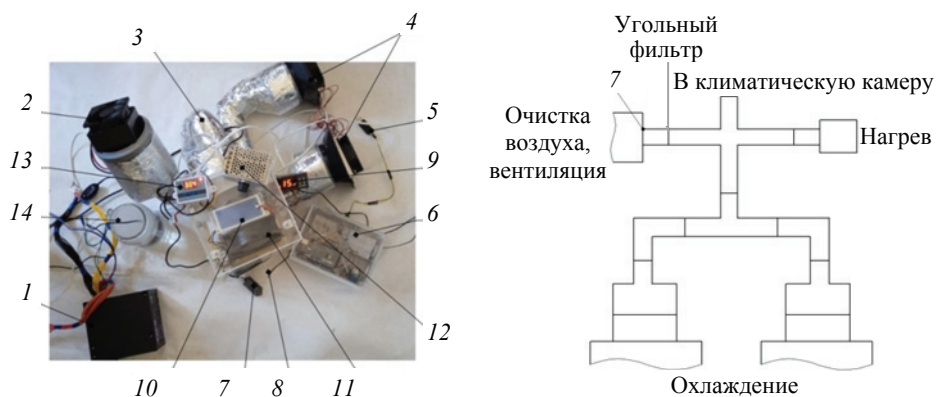 3
4
2
5
13
9
14
6
1
12
10
7
8
11
Угольный
фильтр
7
В климатическую камеру
Очистка
воздуха,
вентиляция
Нагрев
Охлаждение